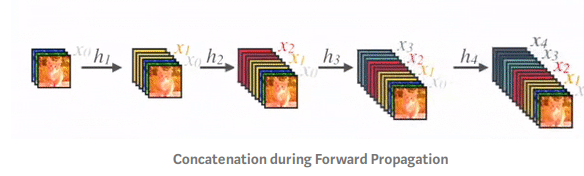 x₀ h₁ x₁ x₀ h₂ x₂ x₁ x₀ h₃ x₃ x₂ x₁ x₀ h₄ x₄ x₃ x₂ x₁
Concatenation during Forward Propagation